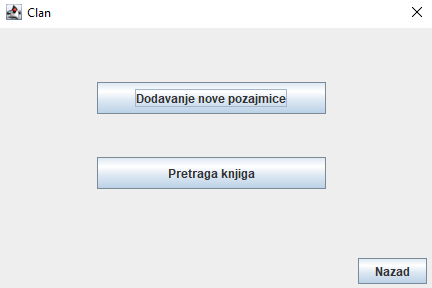 Clan
Dodavanje nove pozajmice
Pretraga knjiga
Nazad